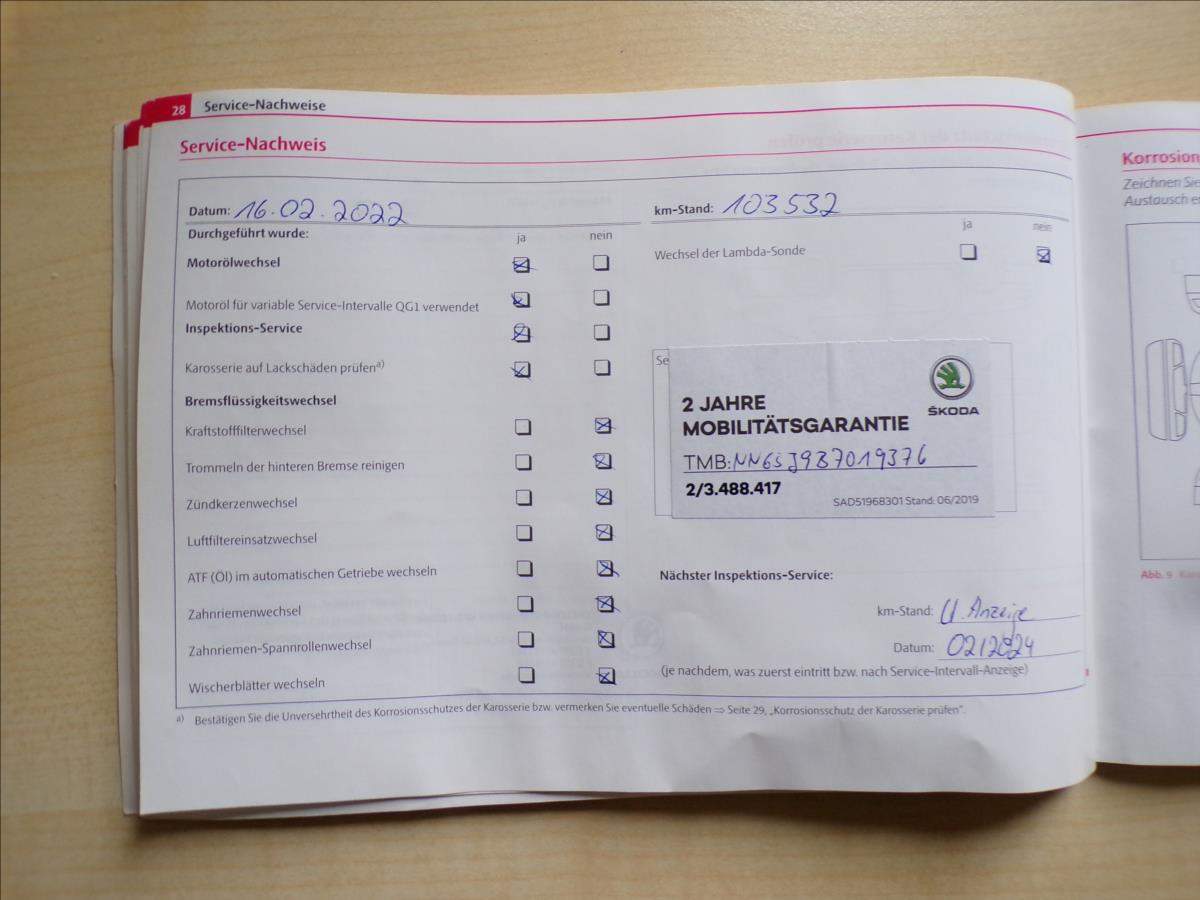 28 Service-Nachweise
Service-Nachweis
Datum: 16.02.2022
km-Stand: 103532
Durchgeführt wurde:
ja nein
Motorölwechsel
Motoröl für variable Service-Intervalle QG1 verwendet
Inspektions-Service
Karosserie auf Lackschäden prüfen a)
Bremsflüssigkeitswechsel
Kraftstofffilterwechsel
Trommeln der hinteren Bremse reinigen
Zündkerzenwechsel
Luftfiltereinsatzwechsel
ATF (Öl) im automatischen Getriebe wechseln
Zahnriemenwechsel
Zahnriemen-Spannrollenwechsel
Wischerblätter wechseln
ja nein
Wechsel der Lambda-Sonde
Se
ŠKODA
2 JAHRE
MOBILITÄTSGARANTIE
TMB: NN6SJ9B7019376
2/3.488.417
SAD51968301 Stand: 06/2019
Nächster Inspektions-Service:
km-Stand: Anzeige
Datum: 02/2024
(je nachdem, was zuerst eintritt bzw. nach Service-Intervall-Anzeige)
a) Bestätigen Sie die Unversehrtheit des Korrosionsschutzes der Karosserie bzw. vermerken Sie eventuelle Schäden ⇒ Seite 29, „Korrosionsschutz der Karosserie prüfen“.
Korrosion
Zeichnen Sie
Austausch e
Abb. 9